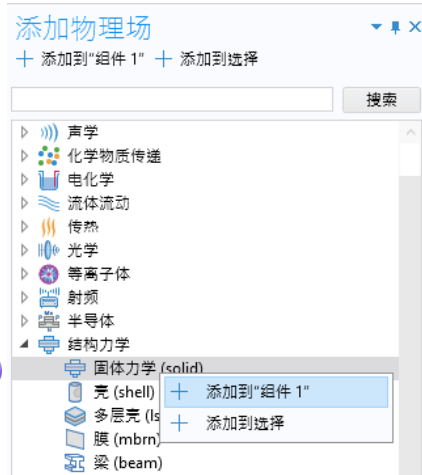 添加物理场
添加到"组件 1" 添加到选择
搜索
声学
化学物质传递
电化学
流体流动
传热
光学
等离子体
射频
半导体
结构力学
固体力学 (solid)
壳 (shell)
添加到"组件 1"
多层壳 (ls
添加到选择
膜 (mbrn)
梁 (beam)